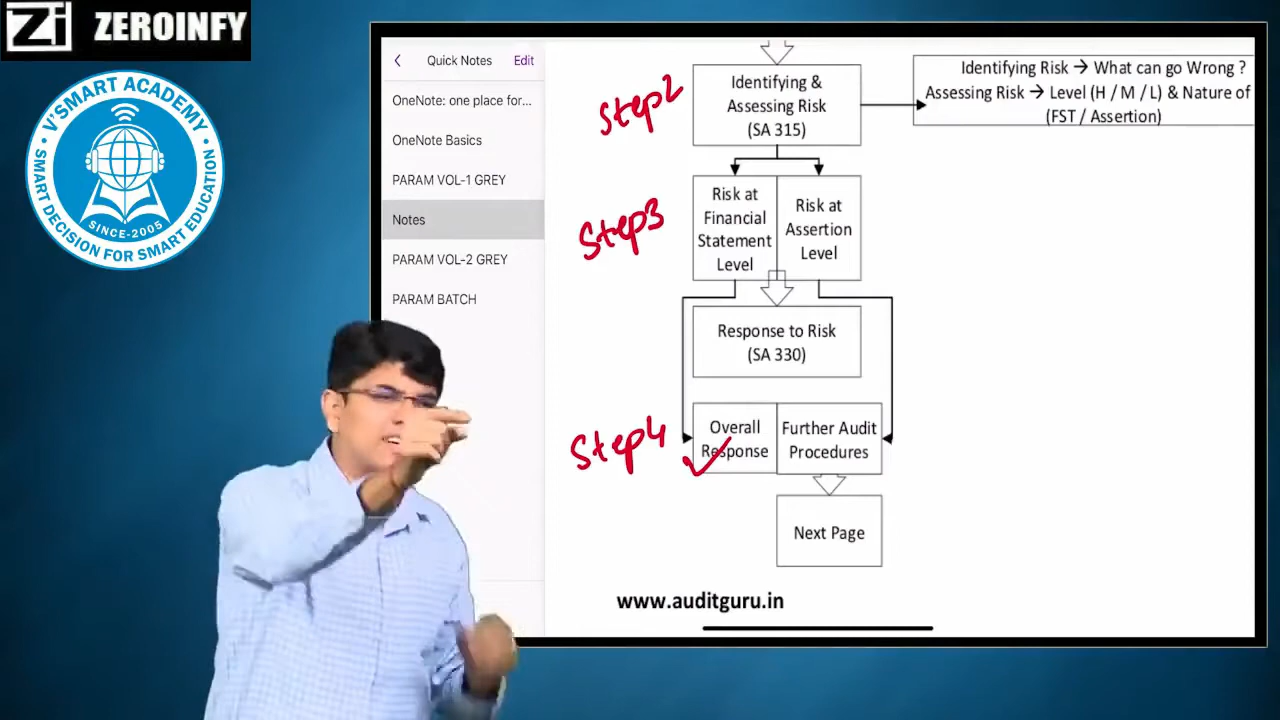 Zi ZEROINFY
V'SMART ACADEMY
SMART DECISION FOR SMART EDUCATION
SINCE-2005
Quick Notes
Edit
OneNote: one place for...
OneNote Basics
PARAM VOL-1 GREY
Notes
PARAM VOL-2 GREY
PARAM BATCH
Step2
Identifying &
Assessing Risk
(SA 315)
Identifying Risk → What can go Wrong ?
Assessing Risk → Level (H / M / L) & Nature of
(FST / Assertion)
Step3
Risk at
Financial
Statement
Level
Risk at
Assertion
Level
Response to Risk
(SA 330)
Step4
Overall
Response
Further Audit
Procedures
Next Page
www.auditguru.in